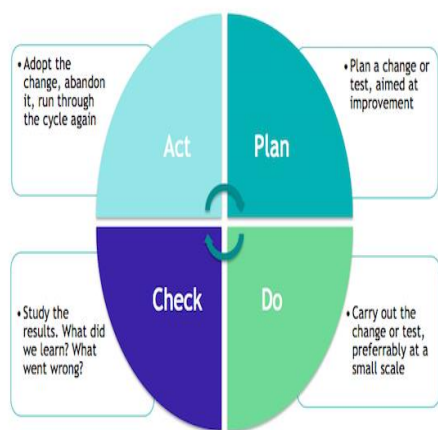 • Adopt the
change, abandon
it, run through
the cycle again
Act
Plan
• Plan a change or
test, aimed at
improvement
• Study the
results. What did
we learn? What
went wrong?
Check
Do
• Carry out the
change or test,
preferrably at a
small scale